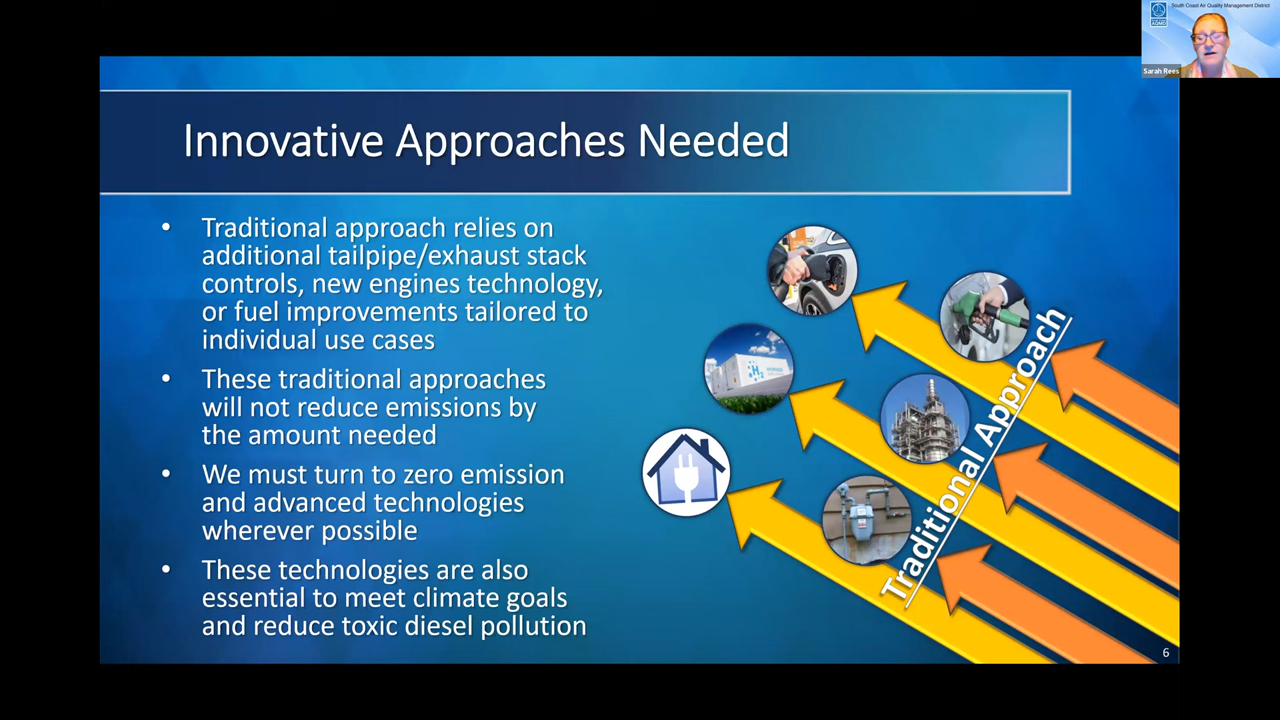 South Coast Air Quality Management District
Sarah Rees
Innovative Approaches Needed
• Traditional approach relies on
additional tailpipe/exhaust stack
controls, new engines technology,
or fuel improvements tailored to
individual use cases
• These traditional approaches
will not reduce emissions by
the amount needed
• We must turn to zero emission
and advanced technologies
wherever possible
• These technologies are also
essential to meet climate goals
and reduce toxic diesel pollution
H2
Traditional Approach
6